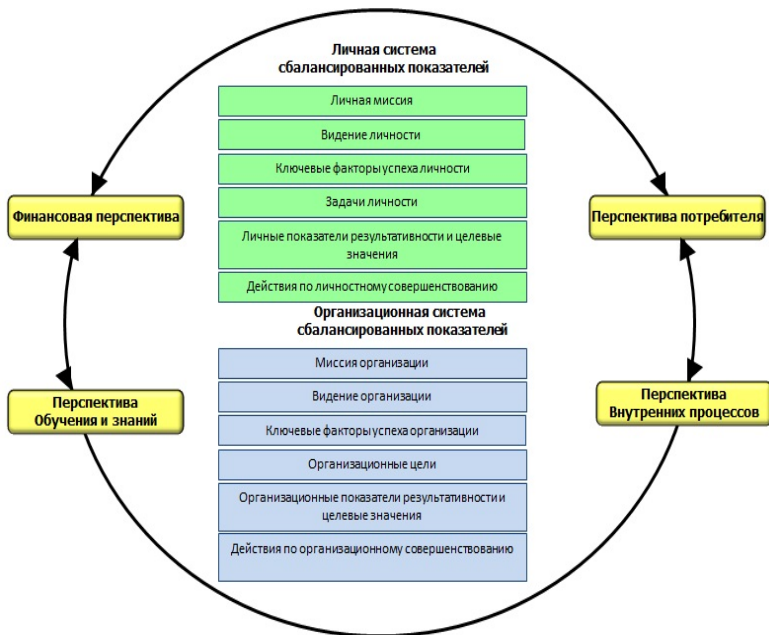 Личная система
сбалансированных показателей
Личная миссия
Видение личности
Ключевые факторы успеха личности
Задачи личности
Личные показатели результативности и целевые
значения
Действия по личностному совершенствованию
Финансовая перспектива
Перспектива потребителя
Организационная система
сбалансированных показателей
Миссия организации
Видение организации
Ключевые факторы успеха организации
Организационные цели
Организационные показатели результативности и
целевые значения
Действия по организационному совершенствованию
Перспектива
Обучения и знаний
Перспектива
Внутренних процессов